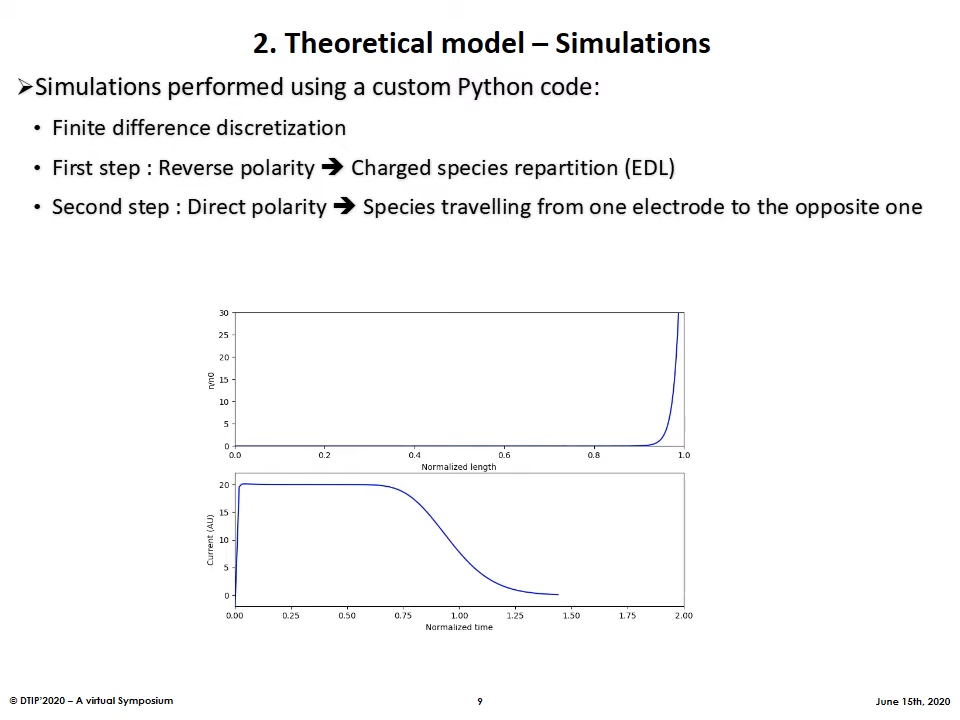 2. Theoretical model – Simulations
➢Simulations performed using a custom Python code:
• Finite difference discretization
• First step : Reverse polarity ➔ Charged species repartition (EDL)
• Second step : Direct polarity ➔ Species travelling from one electrode to the opposite one
30
25
20
15
10
5
0
n/n0
0.0 0.2 0.4 0.6 0.8 1.0
Normalized length
20
15
10
5
0
Current (AU)
0.00 0.25 0.50 0.75 1.00 1.25 1.50 1.75 2.00
Normalized time
© DTIP'2020 – A virtual Symposium
9
June 15th, 2020